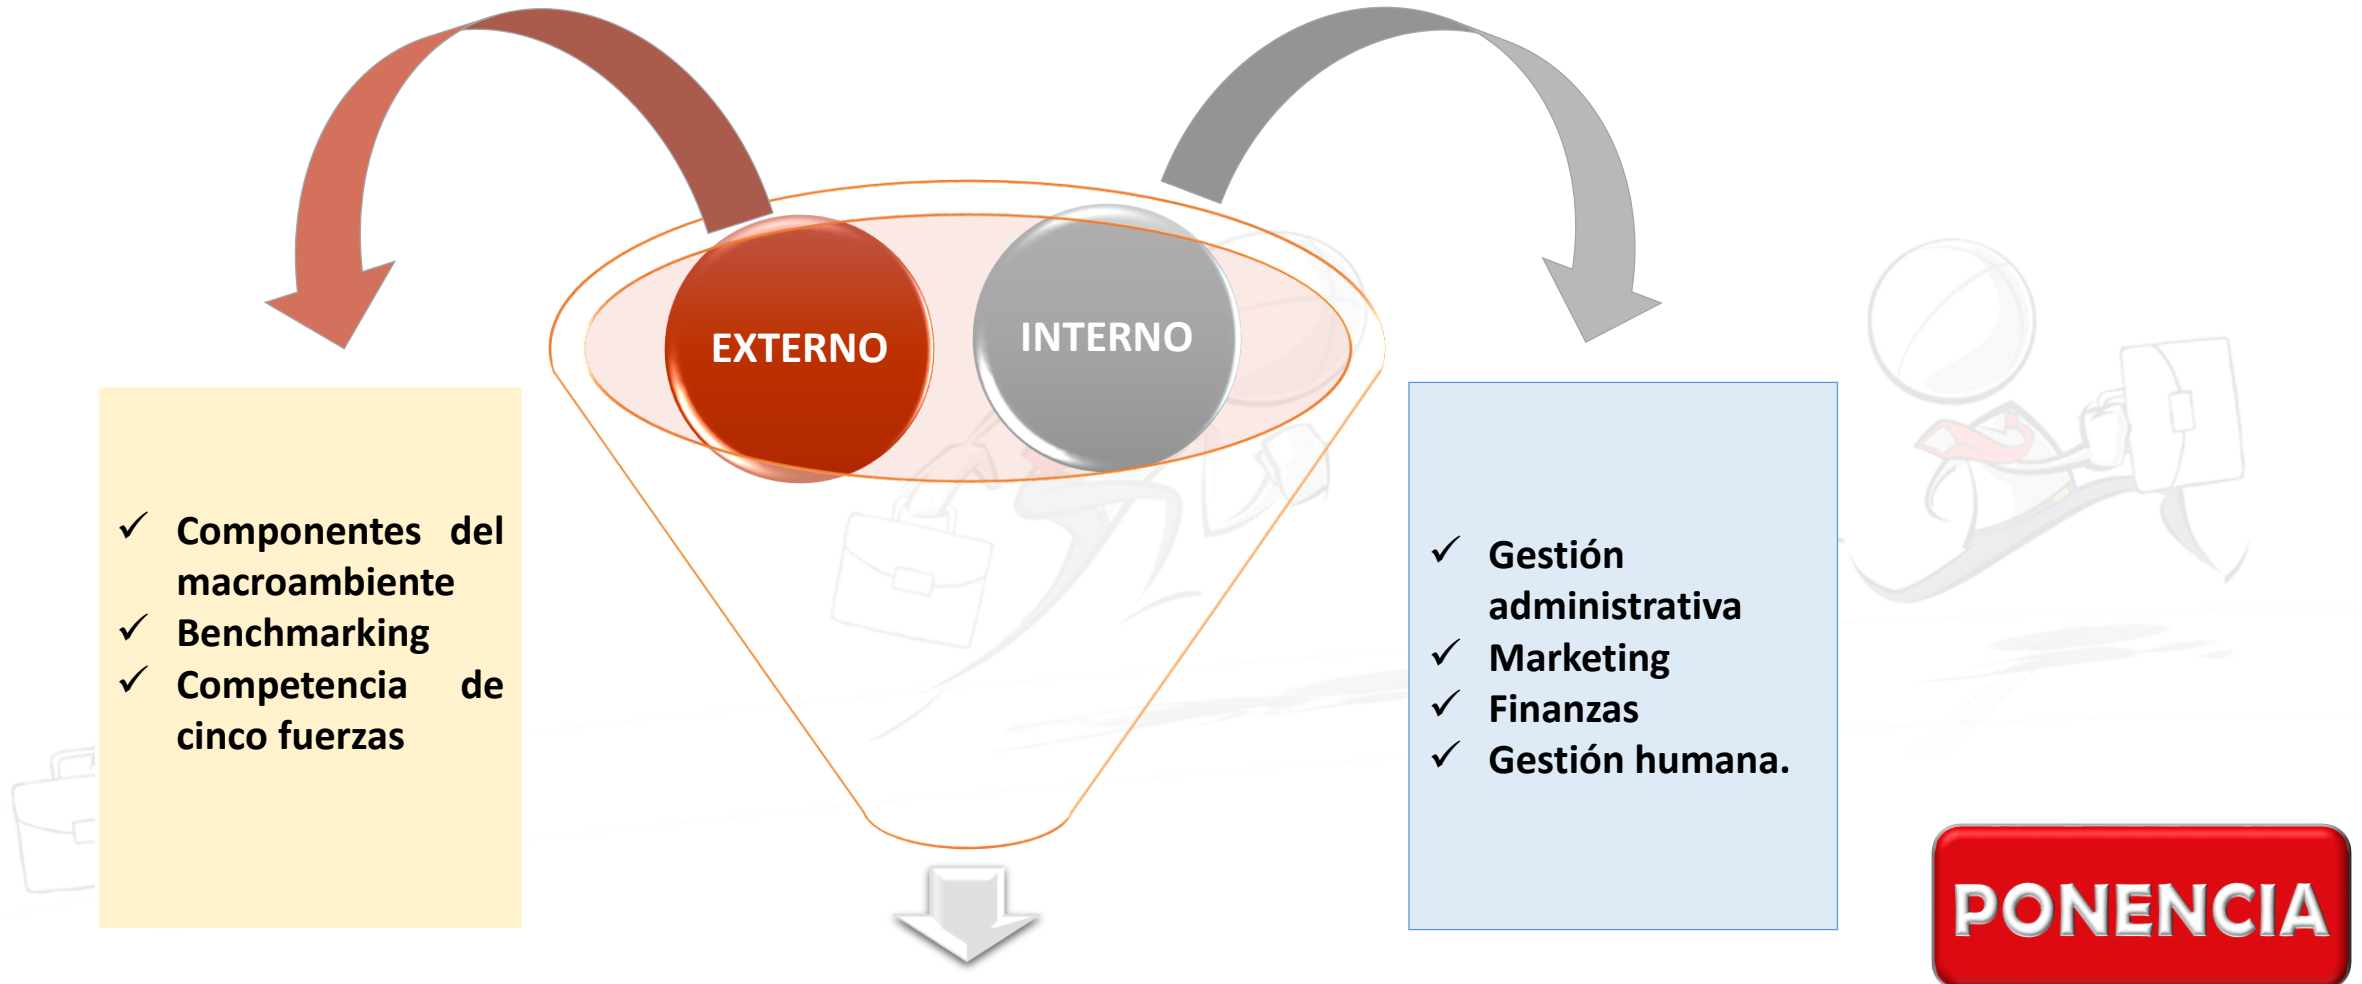 EXTERNO
INTERNO
✓ Componentes del
macroambiente
✓ Benchmarking
✓ Competencia de
cinco fuerzas
✓ Gestión
administrativa
✓ Marketing
✓ Finanzas
✓ Gestión humana.
PONENCIA